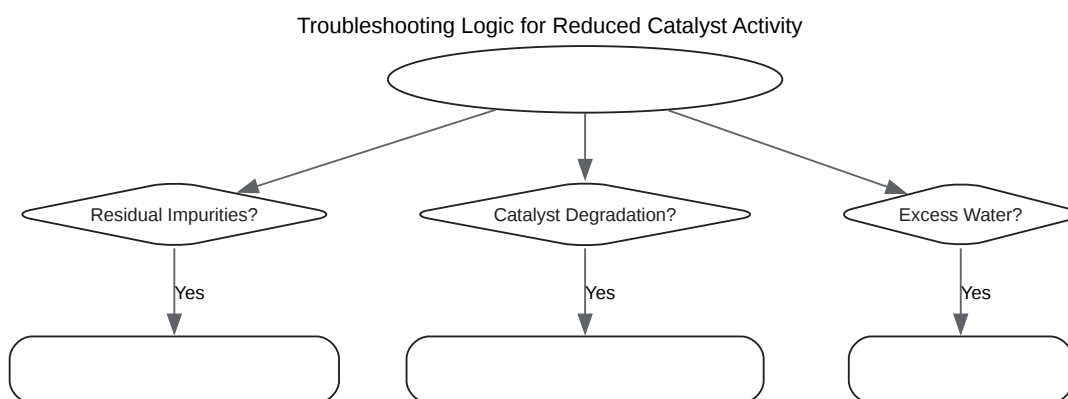 Troubleshooting Logic for Reduced Catalyst Activity
Residual Impurities?
Catalyst Degradation?
Excess Water?
Yes
Yes
Yes